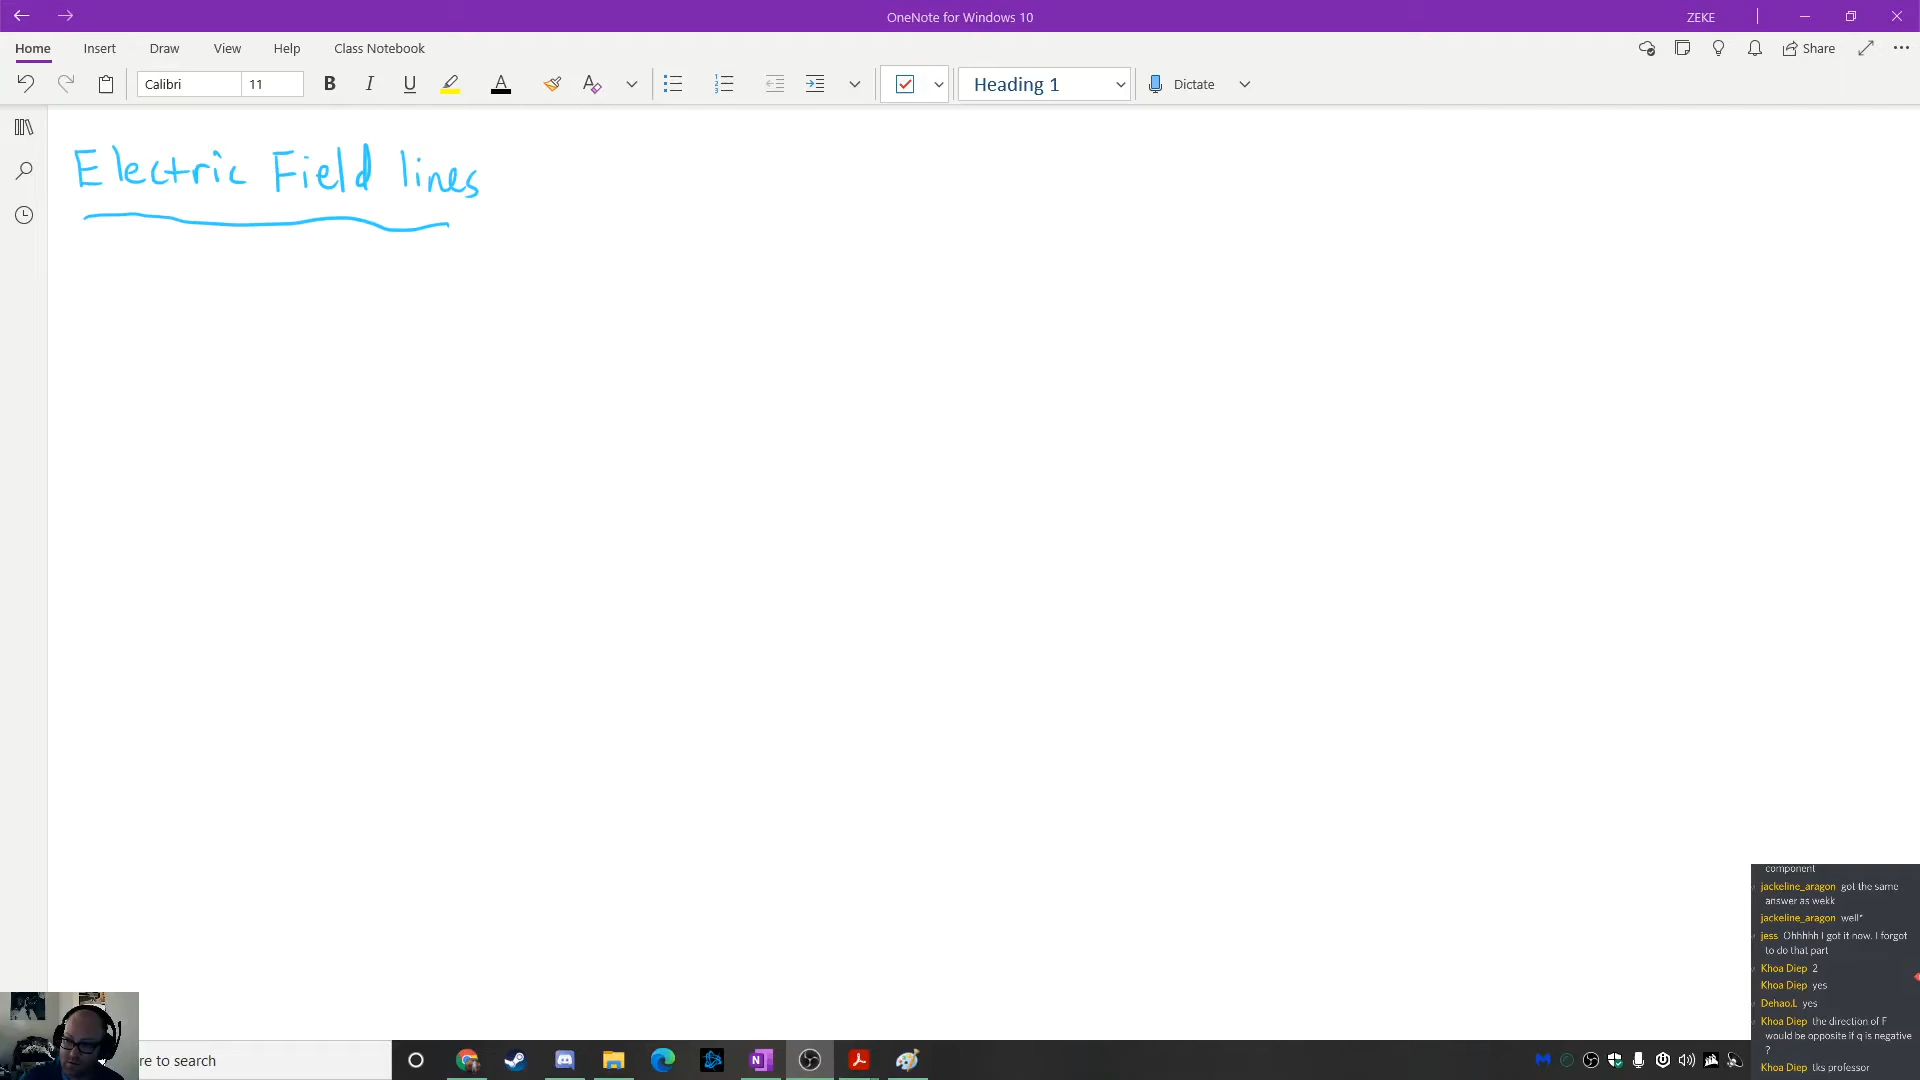 OneNote for Windows 10
ZEKE
Home Insert Draw View Help Class Notebook
Share
Calibri 11 B I U A A Heading 1 Dictate
Electric Field lines
component
jackeline_aragon got the same
answer as wekk
jackeline_aragon well*
jess Ohhhhh I got it now. I forgot
to do that part
Khoa Diep 2
Khoa Diep yes
Dehao.L yes
Khoa Diep the direction of F
would be opposite if q is negative
?
Khoa Diep tks professor
re to search